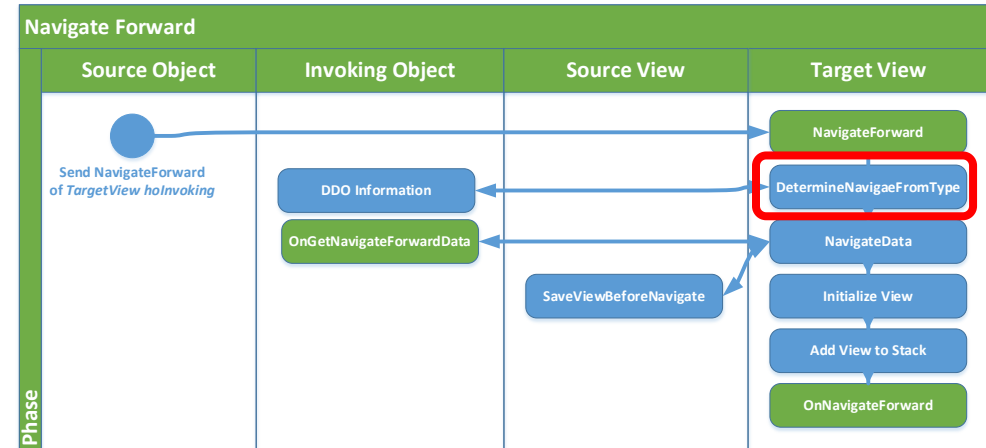 Navigate Forward
Source Object
Invoking Object
Source View
Target View
NavigateForward
Send NavigateForward
of TargetView hoInvoking
DDO Information
DetermineNavigaeFromType
OnGetNavigateForwardData
NavigateData
SaveViewBeforeNavigate
Initialize View
Add View to Stack
OnNavigateForward
Phase